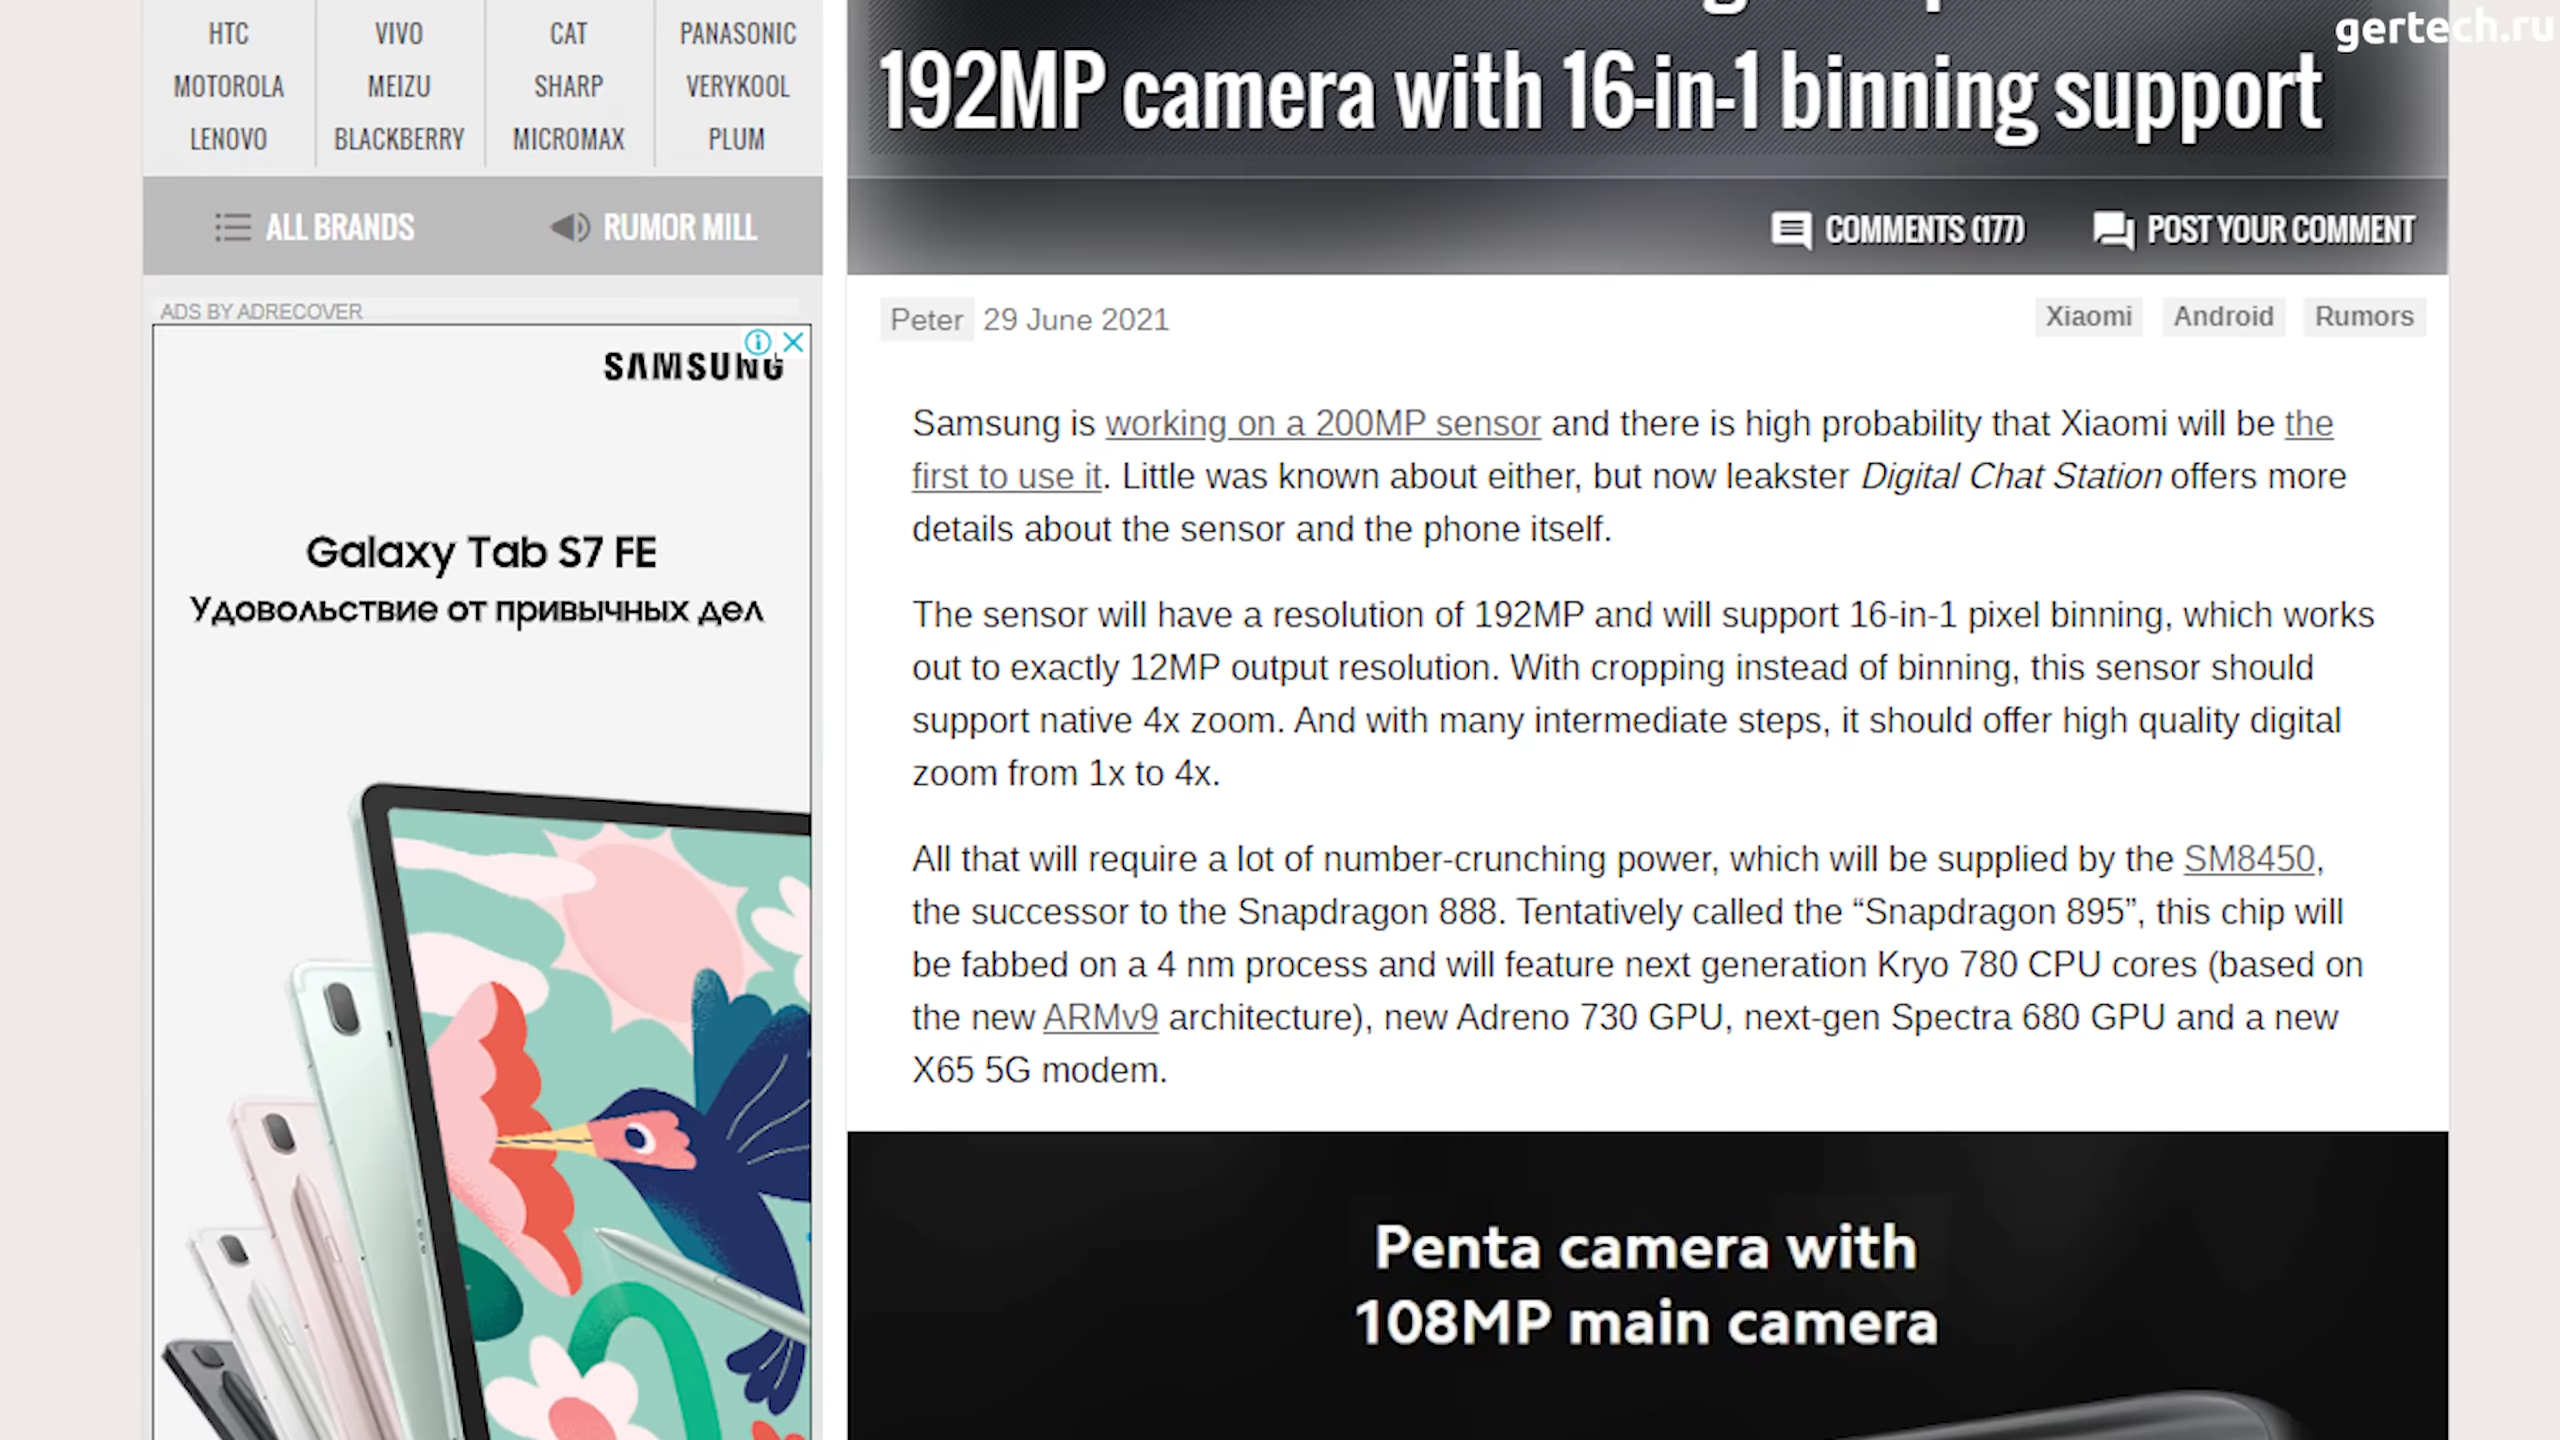 HTC
VIVO
CAT
PANASONIC
MOTOROLA
MEIZU
SHARP
VERYKOOL
LENOVO
BLACKBERRY
MICROMAX
PLUM
ALL BRANDS
RUMOR MILL
ADS BY ADRECOVER
SAMSUNG
Galaxy Tab S7 FE
Удовольствие от привычных дел
gertech.ru
192MP camera with 16-in-1 binning support
COMMENTS (177)
POST YOUR COMMENT
Peter 29 June 2021
Xiaomi
Android
Rumors
Samsung is working on a 200MP sensor and there is high probability that Xiaomi will be the
first to use it. Little was known about either, but now leakster Digital Chat Station offers more
details about the sensor and the phone itself.
The sensor will have a resolution of 192MP and will support 16-in-1 pixel binning, which works
out to exactly 12MP output resolution. With cropping instead of binning, this sensor should
support native 4x zoom. And with many intermediate steps, it should offer high quality digital
zoom from 1x to 4x.
All that will require a lot of number-crunching power, which will be supplied by the SM8450,
the successor to the Snapdragon 888. Tentatively called the “Snapdragon 895”, this chip will
be fabbed on a 4 nm process and will feature next generation Kryo 780 CPU cores (based on
the new ARMv9 architecture), new Adreno 730 GPU, next-gen Spectra 680 GPU and a new
X65 5G modem.
Penta camera with
108MP main camera